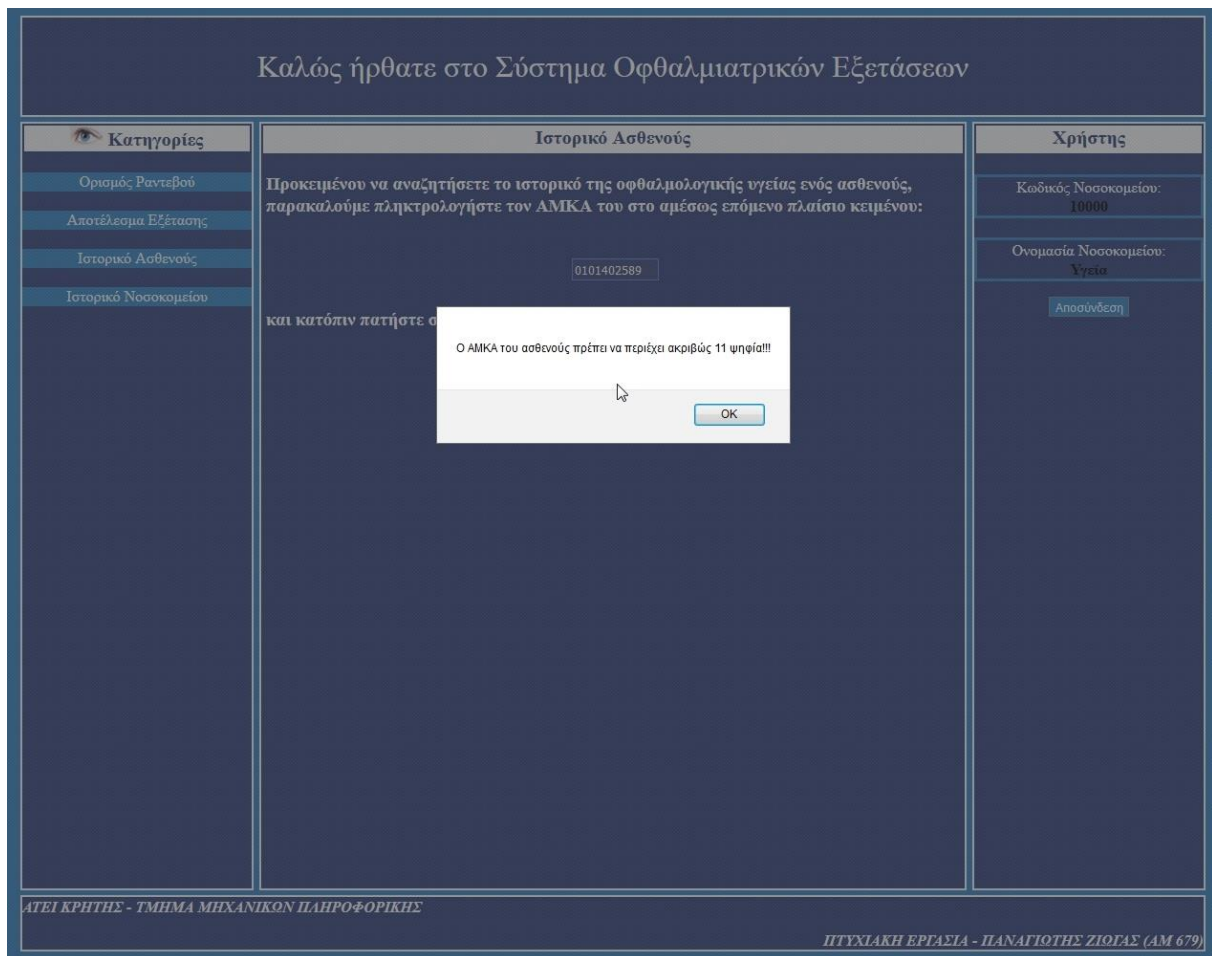 Καλώς ήρθατε στο Σύστημα Οφθαλμιατρικών Εξετάσεων
Κατηγορίες
Ορισμός Ραντεβού
Αποτέλεσμα Εξέτασης
Ιστορικό Ασθενούς
Ιστορικό Νοσοκομείου
Ιστορικό Ασθενούς
Προκειμένου να αναζητήσετε το ιστορικό της οφθαλμολογικής υγείας ενός ασθενούς,
παρακαλούμε πληκτρολογήστε τον ΑΜΚΑ του στο αμέσως επόμενο πλαίσιο κειμένου:
0101402589
και κατόπιν πατήστε σ
Ο ΑΜΚΑ του ασθενούς πρέπει να περιέχει ακριβώς 11 ψηφία!!!
OK
Χρήστης
Κωδικός Νοσοκομείου:
10000
Ονομασία Νοσοκομείου:
Υγεία
Αποσύνδεση
ΑΤΕΙ ΚΡΗΤΗΣ - ΤΜΗΜΑ ΜΗΧΑΝΙΚΩΝ ΠΛΗΡΟΦΟΡΙΚΗΣ
ΠΤΥΧΙΑΚΗ ΕΡΓΑΣΙΑ - ΠΑΝΑΓΙΩΤΗΣ ΖΙΩΓΑΣ (ΑΜ 679)